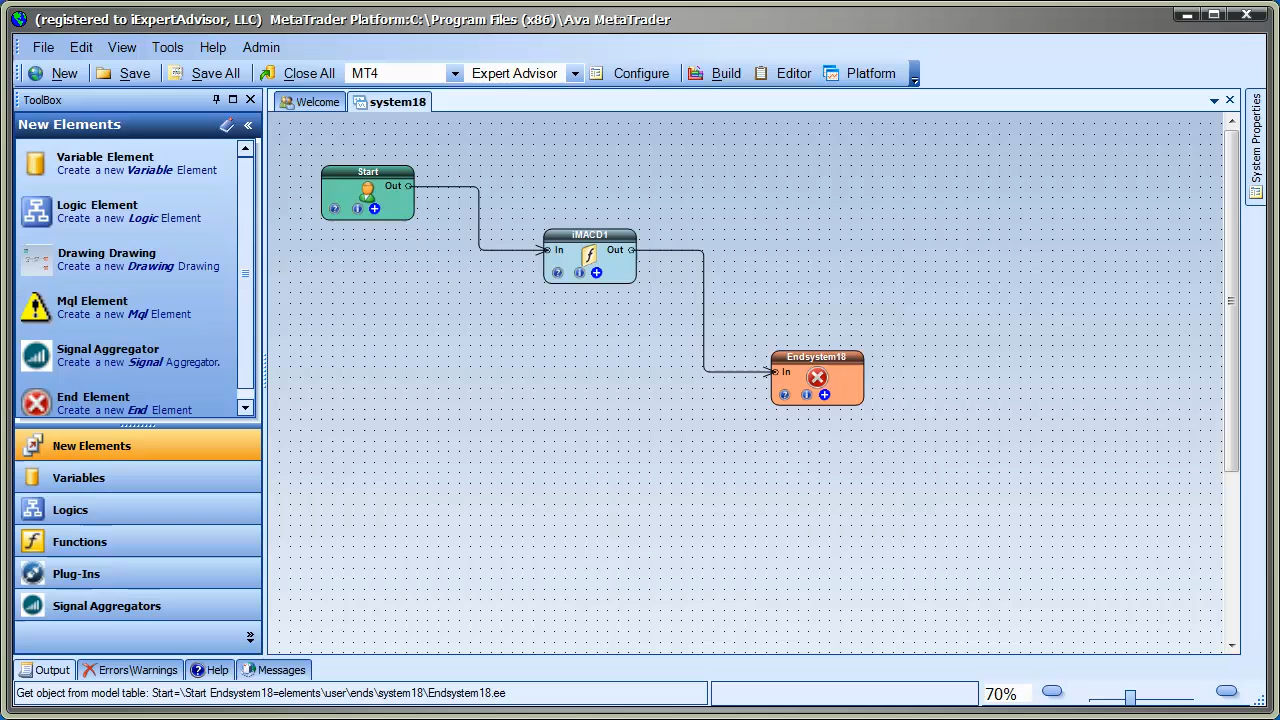 (registered to iExpertAdvisor, LLC)  MetaTrader Platform:C:\Program Files (x86)\Ava MetaTrader
File Edit View Tools Help Admin
New Save Save All Close All MT4 Expert Advisor Configure Build Editor Platform
ToolBox
Welcome system18
New Elements
Variable Element
Create a new Variable Element
Logic Element
Create a new Logic Element
Drawing Drawing
Create a new Drawing Drawing
Mql Element
Create a new Mql Element
Signal Aggregator
Create a new Signal Aggregator.
End Element
Create a new End Element
New Elements
Variables
Logics
Functions
Plug-Ins
Signal Aggregators
Start
Out
iMACD1
In Out
Endsystem18
In
System Properties
Output Errors\Warnings Help Messages
Get object from model table: Start=\Start Endsystem18=elements\user\ends\system18\Endsystem18.ee
70%